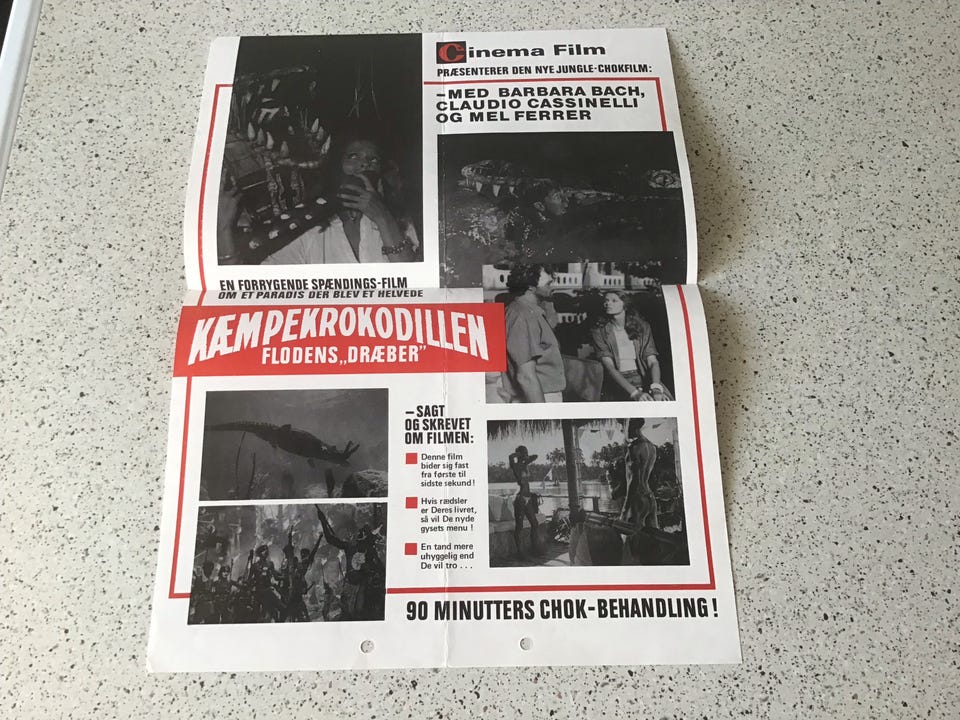 Cinema Film
PRÆSENTERER DEN NYE JUNGLE-CHOKFILM:
–MED BARBARA BACH,
CLAUDIO CASSINELLI
OG MEL FERRER
EN FORRYGENDE SPÆNDINGS-FILM
OM ET PARADIS DER BLEV ET HELVEDE
KÆMPEKROKODILLEN
FLODENS „DRÆBER”
– SAGT
OG SKREVET
OM FILMEN:
Denne film
bider sig fast
fra første til
sidste sekund!
Hvis rædsler
er Deres livret,
så vil De nyde
gysets menu !
En tand mere
uhyggelig end
De vil tro . . .
90 MINUTTERS CHOK-BEHANDLING !